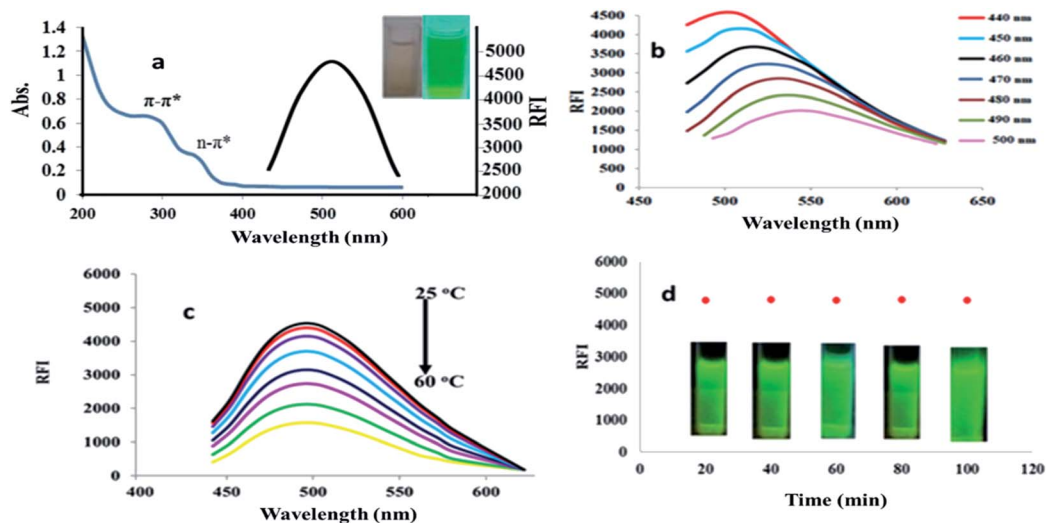 a
Abs.
1.4
1.2
1
0.8
0.6
0.4
0.2
0
π-π*
n-π*
200
300
400
500
600
Wavelength (nm)
5000
4500
4000
3500
3000
2500
2000
RFI
b
RFI
4500
4000
3500
3000
2500
2000
1500
1000
500
0
450
500
550
600
650
700
Wavelength (nm)
440 nm
450 nm
460 nm
470 nm
480 nm
490 nm
500 nm
c
RFI
6000
5000
4000
3000
2000
1000
0
400
450
500
550
600
Wavelength (nm)
25 °C
60 °C
d
RFI
6000
5000
4000
3000
2000
1000
0
0
20
40
60
80
100
120
Time (min)